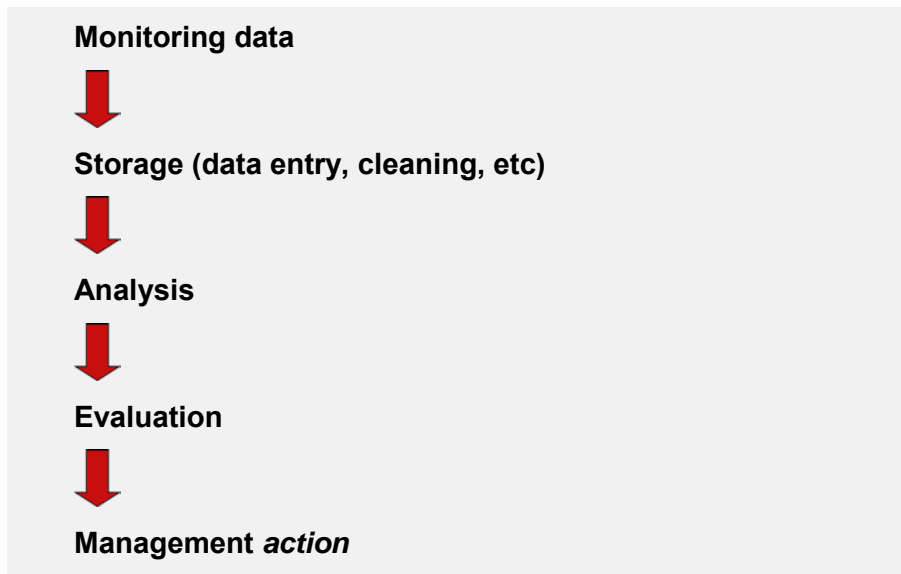 Monitoring data
Storage (data entry, cleaning, etc)
Analysis
Evaluation
Management action